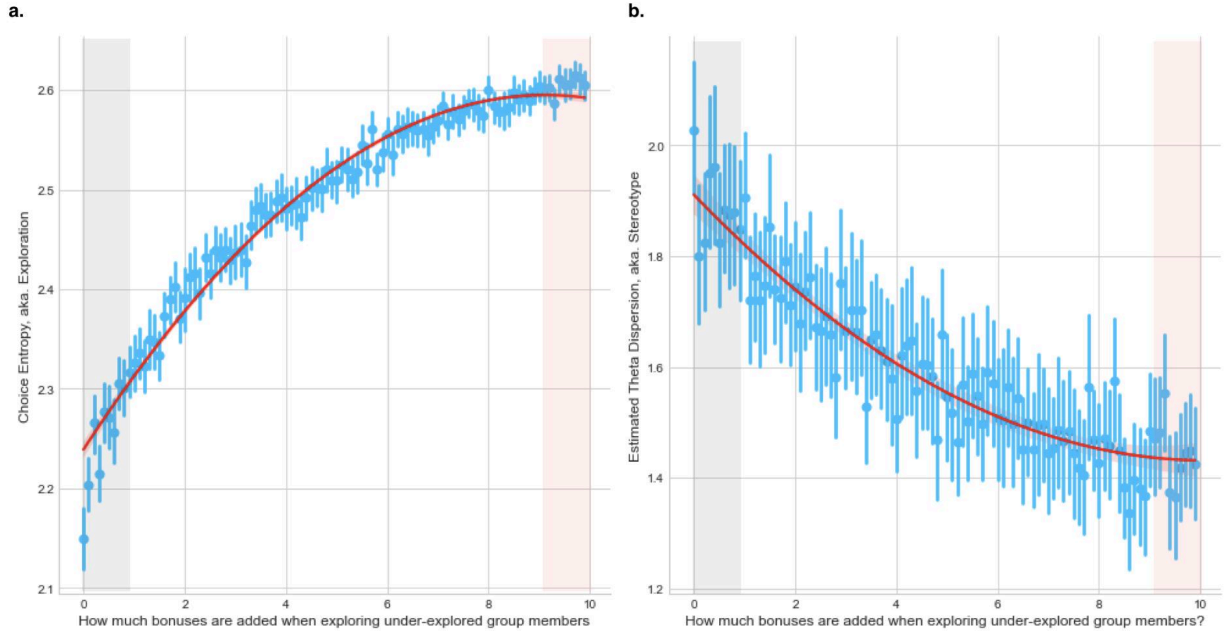 a.
Choice Entropy, aka. Exploration
2.6
2.5
2.4
2.3
2.2
2.1
0 2 4 6 8 10
How much bonuses are added when exploring under-explored group members
b.
Estimated Theta Dispersion, aka. Stereotype
2.0
1.8
1.6
1.4
1.2
0 2 4 6 8 10
How much bonuses are added when exploring under-explored group members?